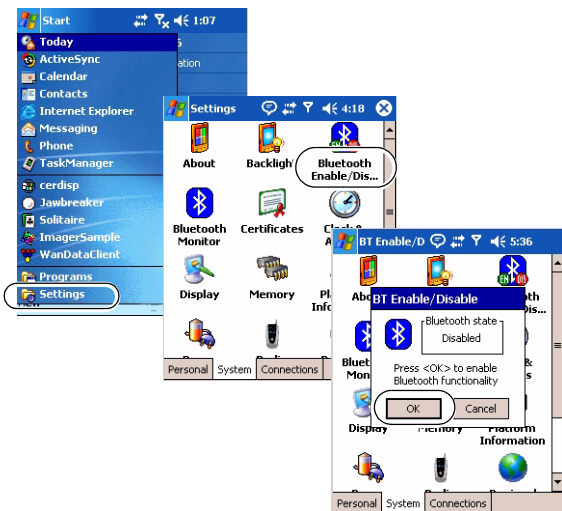 Start 1:07
Today
ActiveSync
Calendar
Contacts
Internet Explorer
Messaging
Phone
TaskManager
cerdisp
Jawbreaker
Solitaire
ImagerSample
WanDataClient
Programs
Settings
ation
Settings 4:18
About
Backligh
Bluetooth
Enable/Dis...
Bluetooth
Monitor
Certificates
Display
Memory
Personal System Connections
BT Enable/D 5:36
BT Enable/Disable
Bluetooth state
Disabled
Press <OK> to enable
Bluetooth functionality
OK Cancel
Platform
Information
Personal System Connections